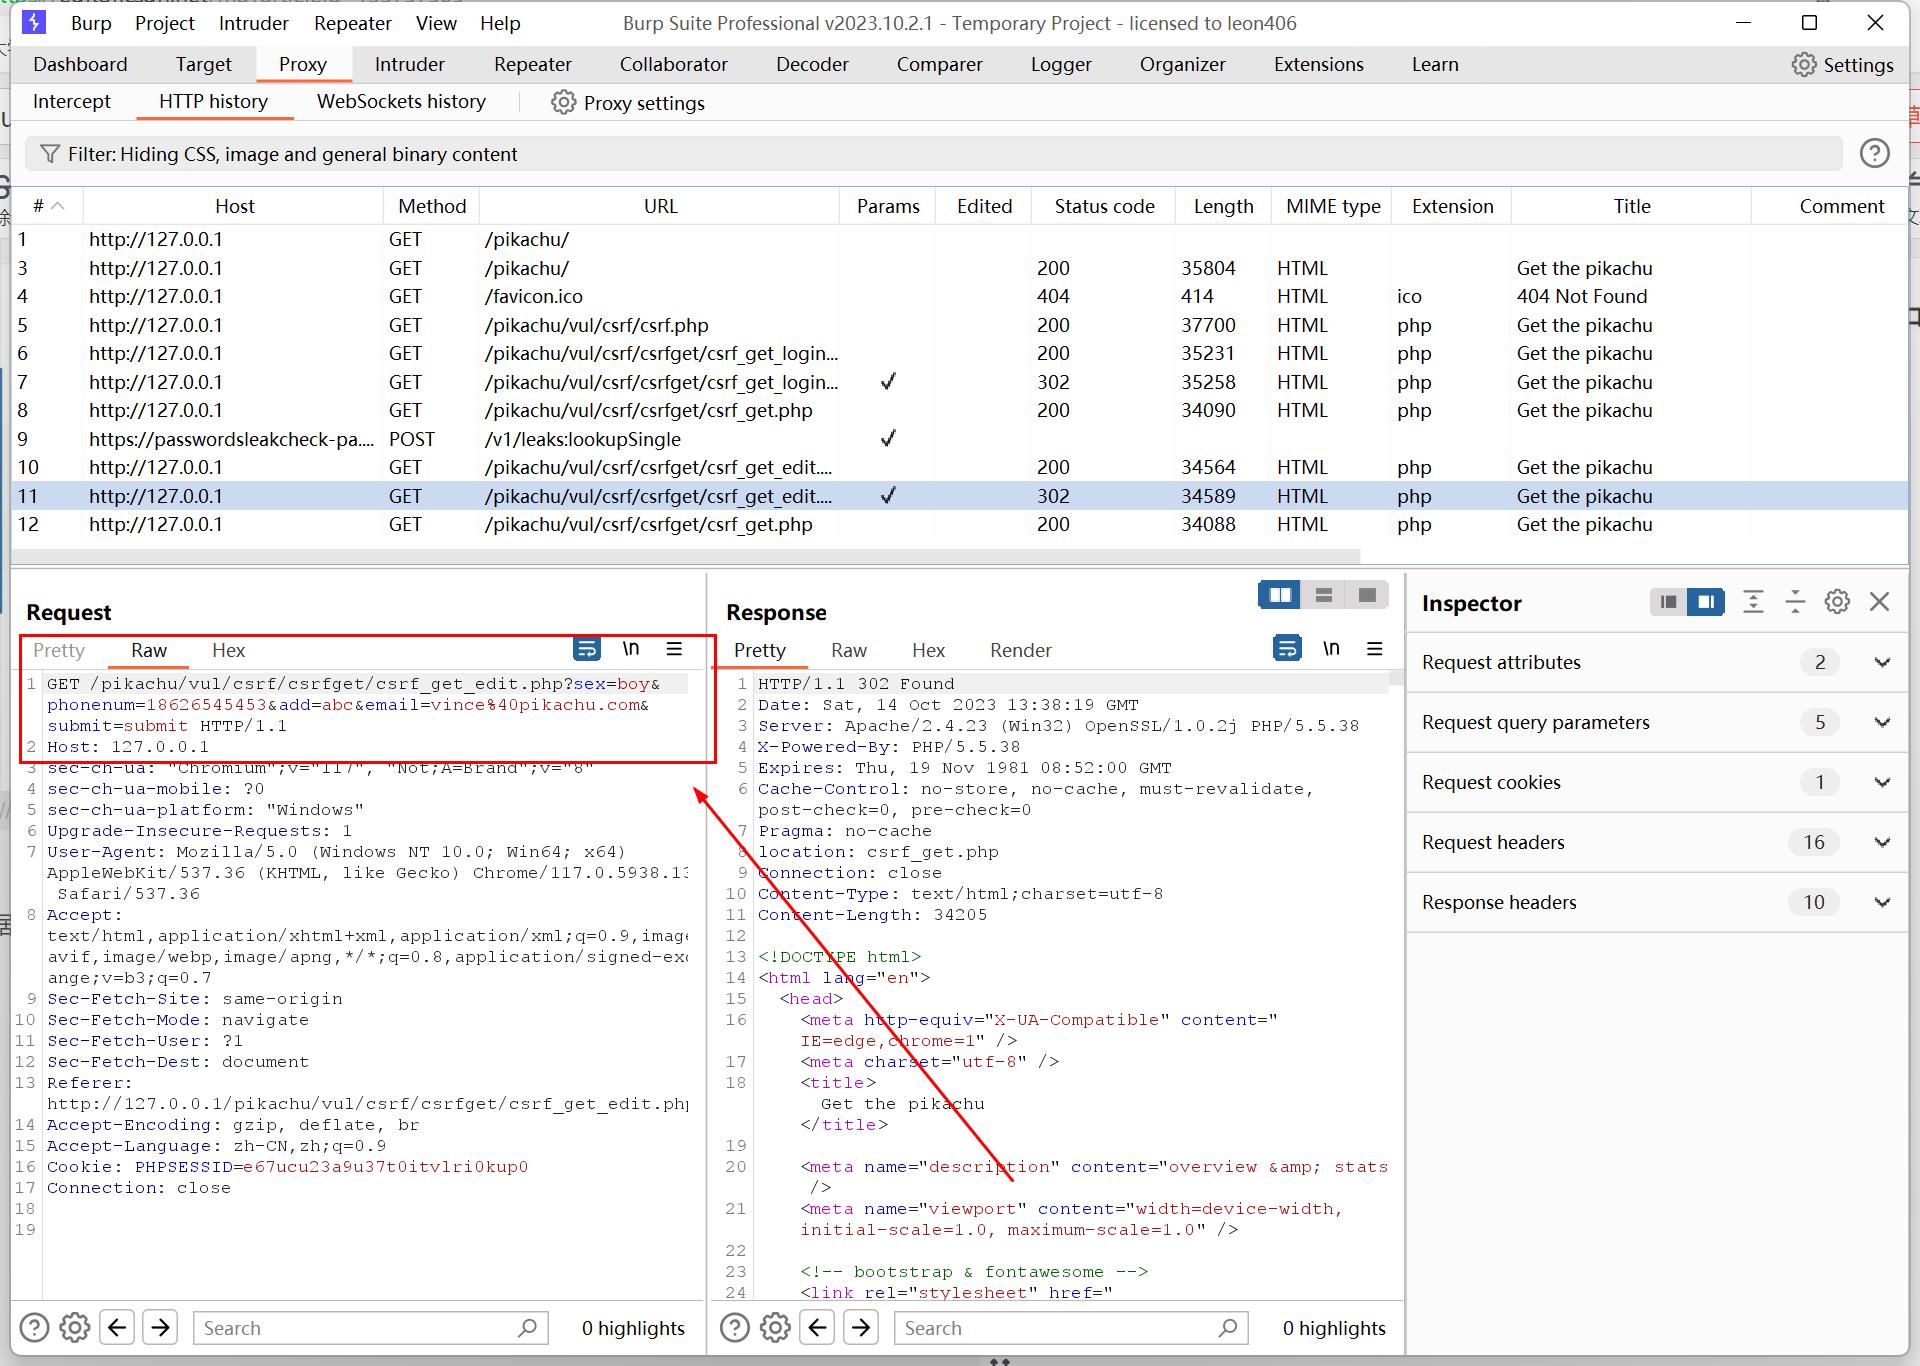 Burp Project Intruder Repeater View Help Burp Suite Professional v2023.10.2.1 - Temporary Project - licensed to leon406
Dashboard Target Proxy Intruder Repeater Collaborator Decoder Comparer Logger Organizer Extensions Learn Settings
Intercept HTTP history WebSockets history Proxy settings
Filter: Hiding CSS, image and general binary content
# Host Method URL Params Edited Status code Length MIME type Extension Title Comment
1 http://127.0.0.1 GET /pikachu/
3 http://127.0.0.1 GET /pikachu/ 200 35804 HTML Get the pikachu
4 http://127.0.0.1 GET /favicon.ico 404 414 HTML ico 404 Not Found
5 http://127.0.0.1 GET /pikachu/vul/csrf/csrf.php 200 37700 HTML php Get the pikachu
6 http://127.0.0.1 GET /pikachu/vul/csrf/csrfget/csrf_get_login... 200 35231 HTML php Get the pikachu
7 http://127.0.0.1 GET /pikachu/vul/csrf/csrfget/csrf_get_login... ✓ 302 35258 HTML php Get the pikachu
8 http://127.0.0.1 GET /pikachu/vul/csrf/csrfget/csrf_get.php 200 34090 HTML php Get the pikachu
9 https://passwordsleakcheck-pa.... POST /v1/leaks:lookupSingle ✓
10 http://127.0.0.1 GET /pikachu/vul/csrf/csrfget/csrf_get_edit.... 200 34564 HTML php Get the pikachu
11 http://127.0.0.1 GET /pikachu/vul/csrf/csrfget/csrf_get_edit.... ✓ 302 34589 HTML php Get the pikachu
12 http://127.0.0.1 GET /pikachu/vul/csrf/csrfget/csrf_get.php 200 34088 HTML php Get the pikachu
Request
Pretty Raw Hex \n
1 GET /pikachu/vul/csrf/csrfget/csrf_get_edit.php?sex=boy&
phonenum=18626545453&add=abc&email=vince%40pikachu.com&
submit=submit HTTP/1.1
2 Host: 127.0.0.1
3 sec-ch-ua: "Chromium";v="117", "Not;A=Brand";v="8"
4 sec-ch-ua-mobile: ?0
5 sec-ch-ua-platform: "Windows"
6 Upgrade-Insecure-Requests: 1
7 User-Agent: Mozilla/5.0 (Windows NT 10.0; Win64; x64)
AppleWebKit/537.36 (KHTML, like Gecko) Chrome/117.0.5938.13
Safari/537.36
8 Accept:
text/html,application/xhtml+xml,application/xml;q=0.9,image
avif,image/webp,image/apng,*/*;q=0.8,application/signed-exc
ange;v=b3;q=0.7
9 Sec-Fetch-Site: same-origin
10 Sec-Fetch-Mode: navigate
11 Sec-Fetch-User: ?1
12 Sec-Fetch-Dest: document
13 Referer:
http://127.0.0.1/pikachu/vul/csrf/csrfget/csrf_get_edit.php
14 Accept-Encoding: gzip, deflate, br
15 Accept-Language: zh-CN,zh;q=0.9
16 Cookie: PHPSESSID=e67ucu23a9u37t0itvlri0kup0
17 Connection: close
18
19
Search 0 highlights
Response
Pretty Raw Hex Render \n
1 HTTP/1.1 302 Found
2 Date: Sat, 14 Oct 2023 13:38:19 GMT
3 Server: Apache/2.4.23 (Win32) OpenSSL/1.0.2j PHP/5.5.38
4 X-Powered-By: PHP/5.5.38
5 Expires: Thu, 19 Nov 1981 08:52:00 GMT
6 Cache-Control: no-store, no-cache, must-revalidate,
post-check=0, pre-check=0
7 Pragma: no-cache
8 location: csrf_get.php
9 Connection: close
10 Content-Type: text/html;charset=utf-8
11 Content-Length: 34205
12
13 <!DOCTYPE html>
14 <html lang="en">
15 <head>
16 <meta http-equiv="X-UA-Compatible" content="
IE=edge,chrome=1" />
17 <meta charset="utf-8" />
18 <title>
Get the pikachu
</title>
19
20 <meta name="description" content="overview &amp; stats
/>
21 <meta name="viewport" content="width=device-width,
initial-scale=1.0, maximum-scale=1.0" />
22
23 <!-- bootstrap & fontawesome -->
24 <link rel="stylesheet" href="
Search 0 highlights
Inspector
Request attributes 2
Request query parameters 5
Request cookies 1
Request headers 16
Response headers 10